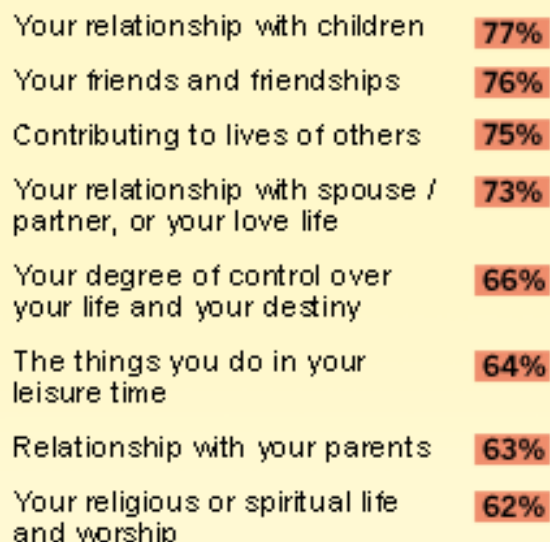 Your relationship with children 77%
Your friends and friendships 76%
Contributing to lives of others 75%
Your relationship with spouse / 73%
partner, or your love life
Your degree of control over 66%
your life and your destiny
The things you do in your 64%
leisure time
Relationship with your parents 63%
Your religious or spiritual life 62%
and worship